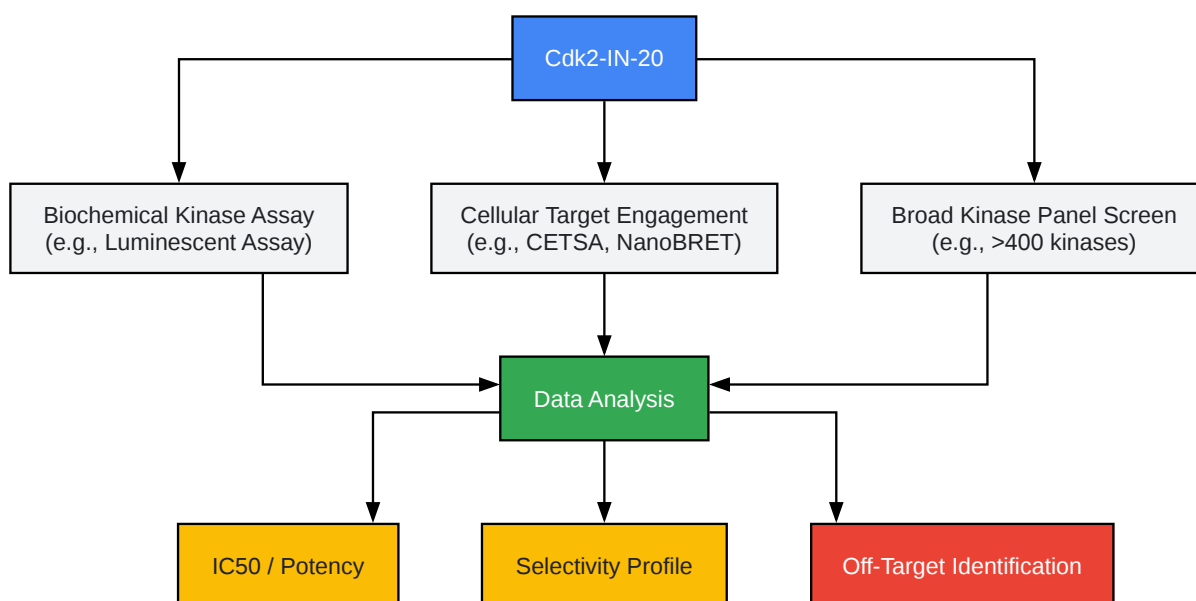 Cdk2-IN-20
Biochemical Kinase Assay
(e.g., Luminescent Assay)
Cellular Target Engagement
(e.g., CETSA, NanoBRET)
Broad Kinase Panel Screen
(e.g., >400 kinases)
Data Analysis
IC50 / Potency
Selectivity Profile
Off-Target Identification